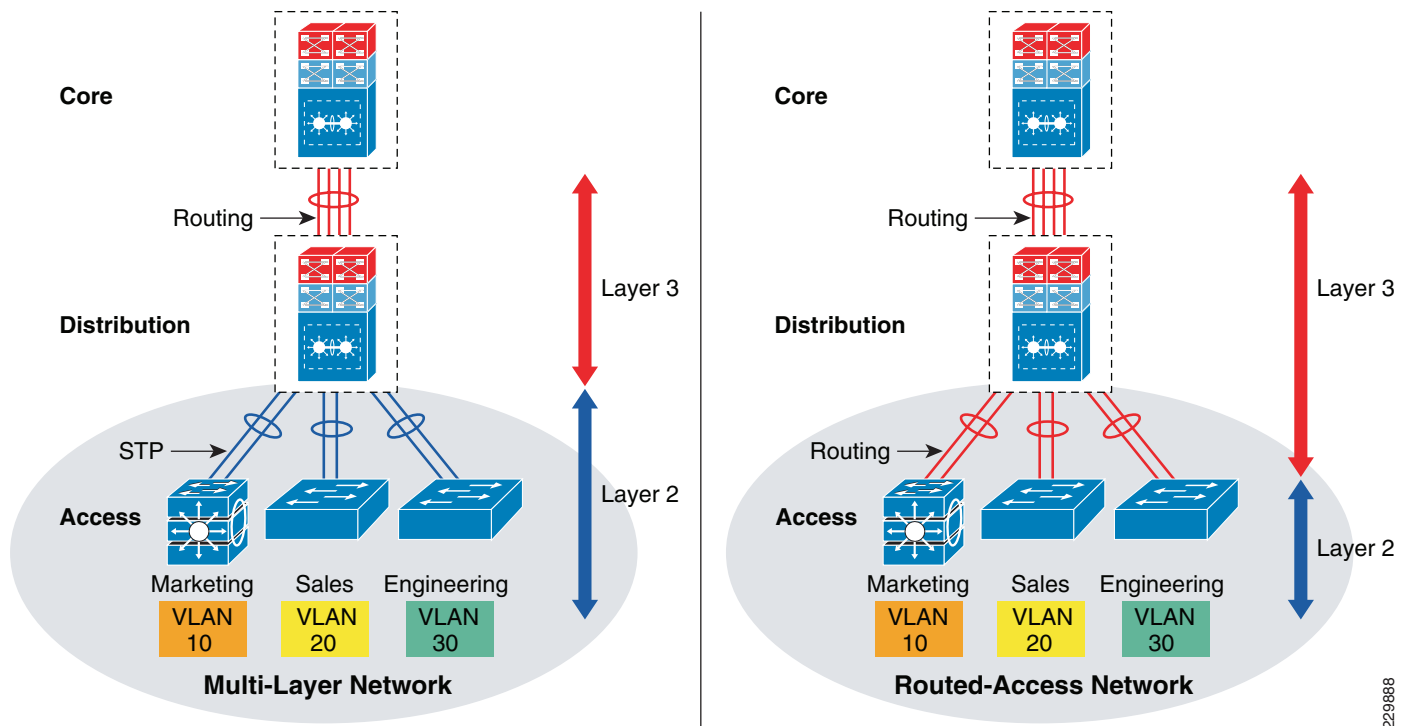 Core
Routing
Layer 3
Distribution
STP
Layer 2
Access
Marketing
Sales
Engineering
VLAN
10
VLAN
20
VLAN
30
Multi-Layer Network
Core
Routing
Layer 3
Distribution
Routing
Access
Layer 2
Marketing
Sales
Engineering
VLAN
10
VLAN
20
VLAN
30
Routed-Access Network
229888